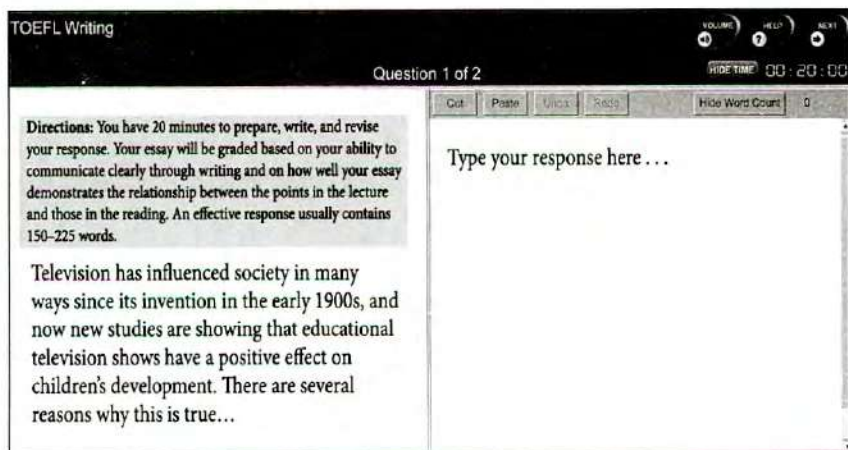 TOEFL Writing
VOLUME
HELP
NEXT
Question 1 of 2
HIDE TIME 00:20:00
Cut Paste Undo Redo Hide Word Count 0
Directions: You have 20 minutes to prepare, write, and revise
your response. Your essay will be graded based on your ability to
communicate clearly through writing and on how well your essay
demonstrates the relationship between the points in the lecture
and those in the reading. An effective response usually contains
150–225 words.
Television has influenced society in many
ways since its invention in the early 1900s, and
now new studies are showing that educational
television shows have a positive effect on
children's development. There are several
reasons why this is true…
Type your response here . . .